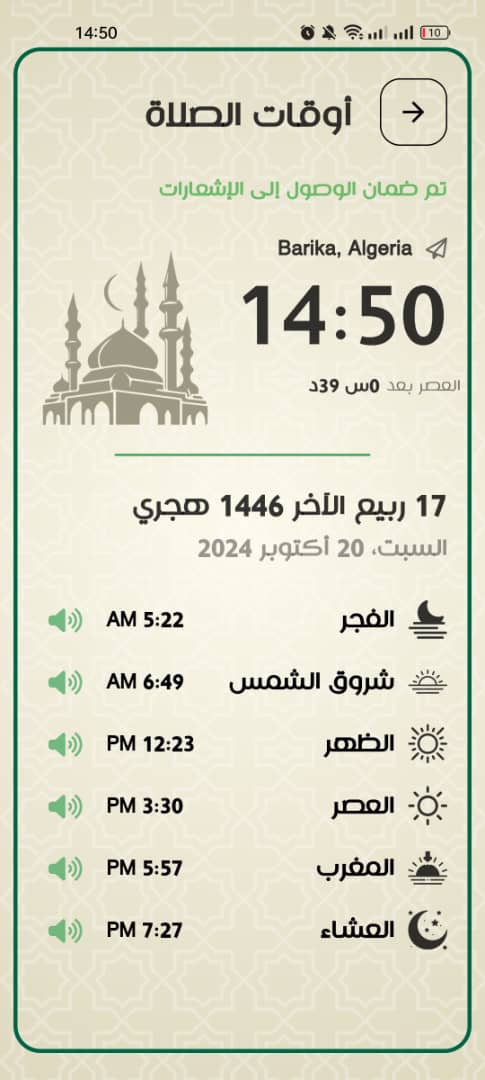 14:50
10
أوقات الصلاة
تم ضمان الوصول إلى الإشعارات
Barika, Algeria
14:50
العصر بعد 0س 39د
17 ربيع الآخر 1446 هجري
السبت، 20 أكتوبر 2024
الفجر 5:22 AM
شروق الشمس 6:49 AM
الظهر 12:23 PM
العصر 3:30 PM
المغرب 5:57 PM
العشاء 7:27 PM